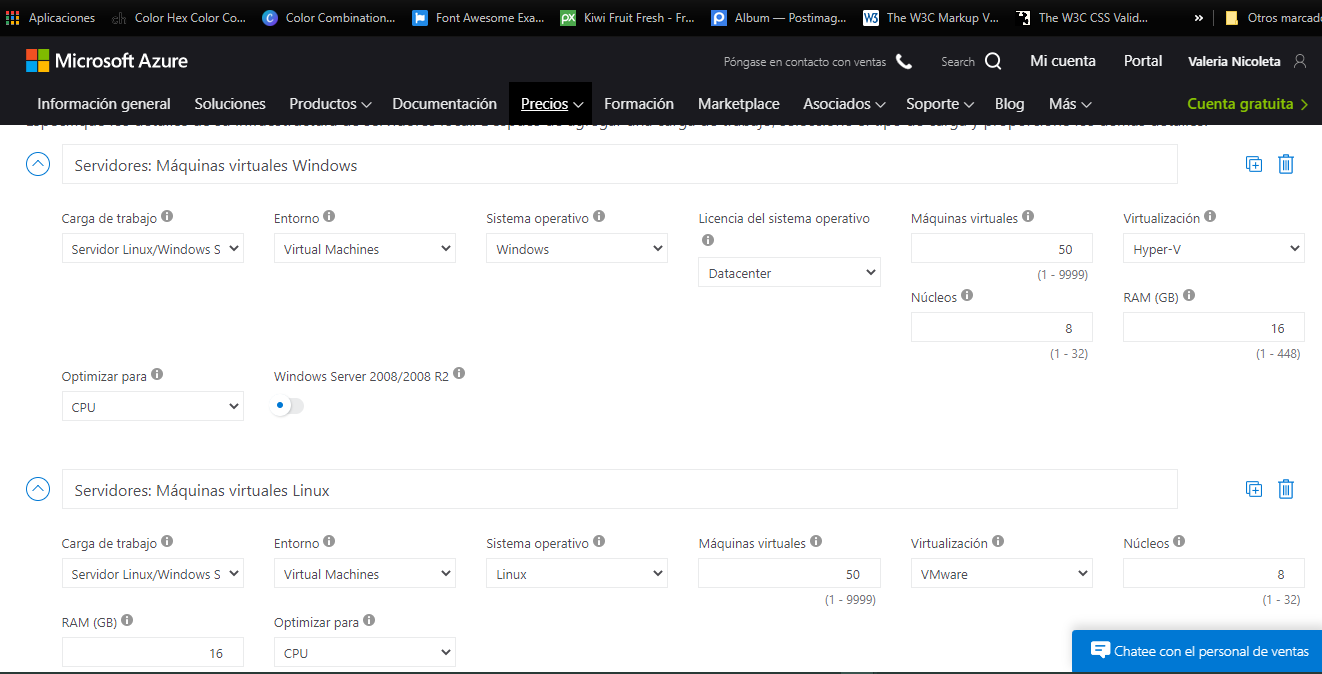 Aplicaciones Color Hex Color Co... Color Combination... Font Awesome Exa... Kiwi Fruit Fresh - Fr... Album — Postimag... The W3C Markup V... The W3C CSS Valid... » Otros marcado
Microsoft Azure Póngase en contacto con ventas Search Mi cuenta Portal Valeria Nicoleta
Información general Soluciones Productos Documentación Precios Formación Marketplace Asociados Soporte Blog Más Cuenta gratuita
Servidores: Máquinas virtuales Windows
Carga de trabajo Entorno Sistema operativo Licencia del sistema operativo Máquinas virtuales Virtualización
Servidor Linux/Windows S Virtual Machines Windows 50 Hyper-V
Datacenter (1 - 9999)
Núcleos RAM (GB)
8 16
(1 - 32) (1 - 448)
Optimizar para Windows Server 2008/2008 R2
CPU
Servidores: Máquinas virtuales Linux
Carga de trabajo Entorno Sistema operativo Máquinas virtuales Virtualización Núcleos
Servidor Linux/Windows S Virtual Machines Linux 50 VMware 8
(1 - 9999) (1 - 32)
RAM (GB) Optimizar para
16 CPU
Chatee con el personal de ventas